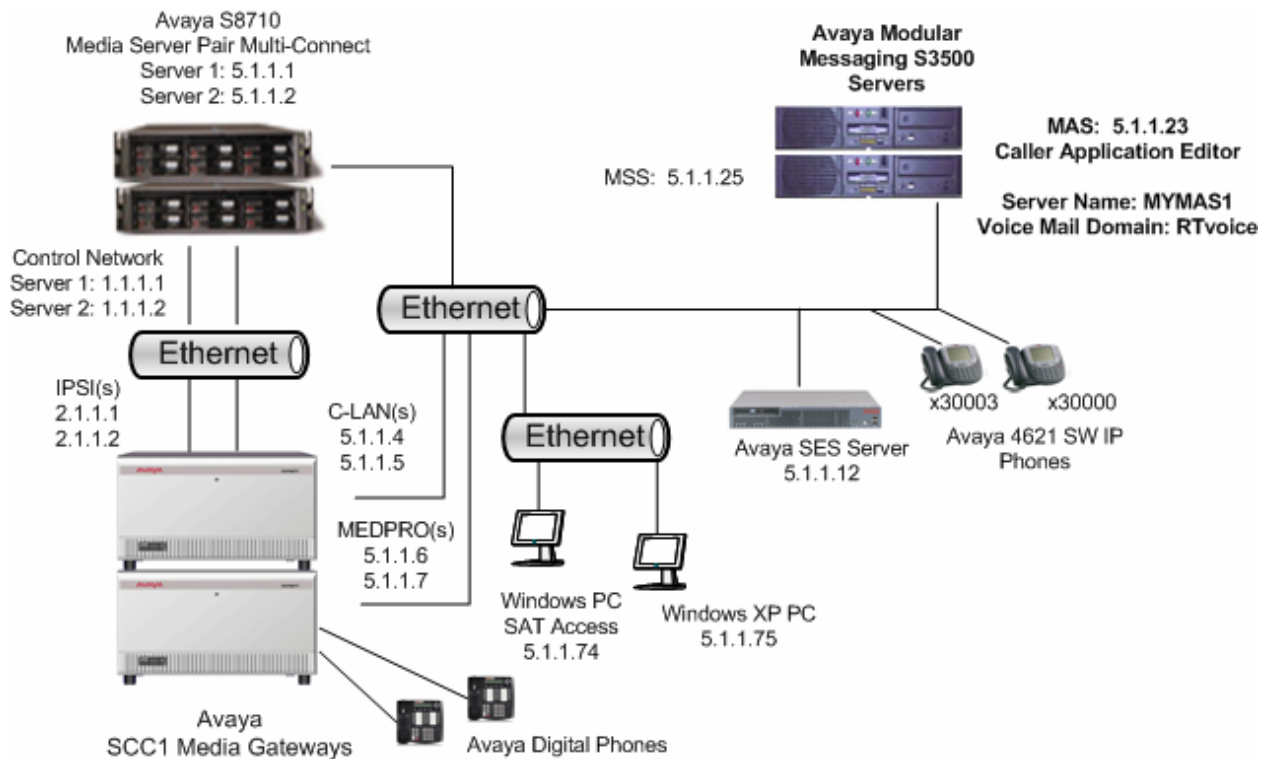 Avaya S8710
Media Server Pair Multi-Connect
Server 1: 5.1.1.1
Server 2: 5.1.1.2
Avaya Modular
Messaging S3500
Servers
MAS: 5.1.1.23
Caller Application Editor
MSS: 5.1.1.25
Server Name: MYMAS1
Voice Mail Domain: RTvoice
Control Network
Server 1: 1.1.1.1
Server 2: 1.1.1.2
Ethernet
Ethernet
IPSI(s)
2.1.1.1
2.1.1.2
C-LAN(s)
5.1.1.4
5.1.1.5
Ethernet
x30003
x30000
Avaya 4621 SW IP
Phones
Avaya SES Server
5.1.1.12
MEDPRO(s)
5.1.1.6
5.1.1.7
Windows PC
SAT Access
5.1.1.74
Windows XP PC
5.1.1.75
Avaya
SCC1 Media Gateways
Avaya Digital Phones